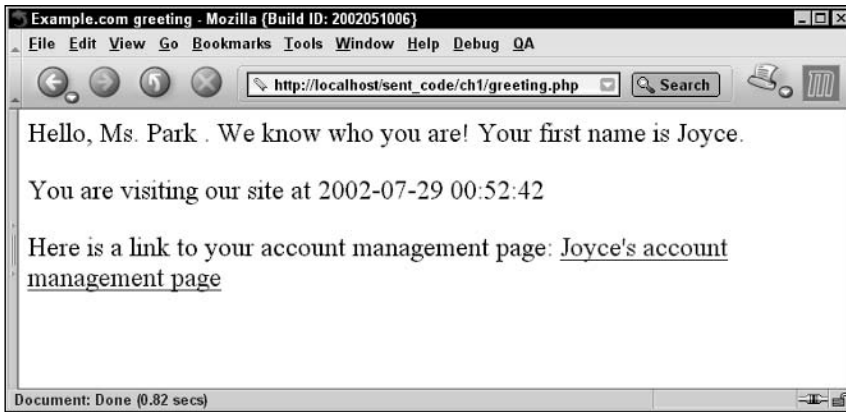 Example.com greeting - Mozilla {Build ID: 2002051006}
File Edit View Go Bookmarks Tools Window Help Debug QA
http://localhost/sent_code/ch1/greeting.php Search
Hello, Ms. Park . We know who you are! Your first name is Joyce.
You are visiting our site at 2002-07-29 00:52:42
Here is a link to your account management page: Joyce's account
management page
Document: Done (0.82 secs)